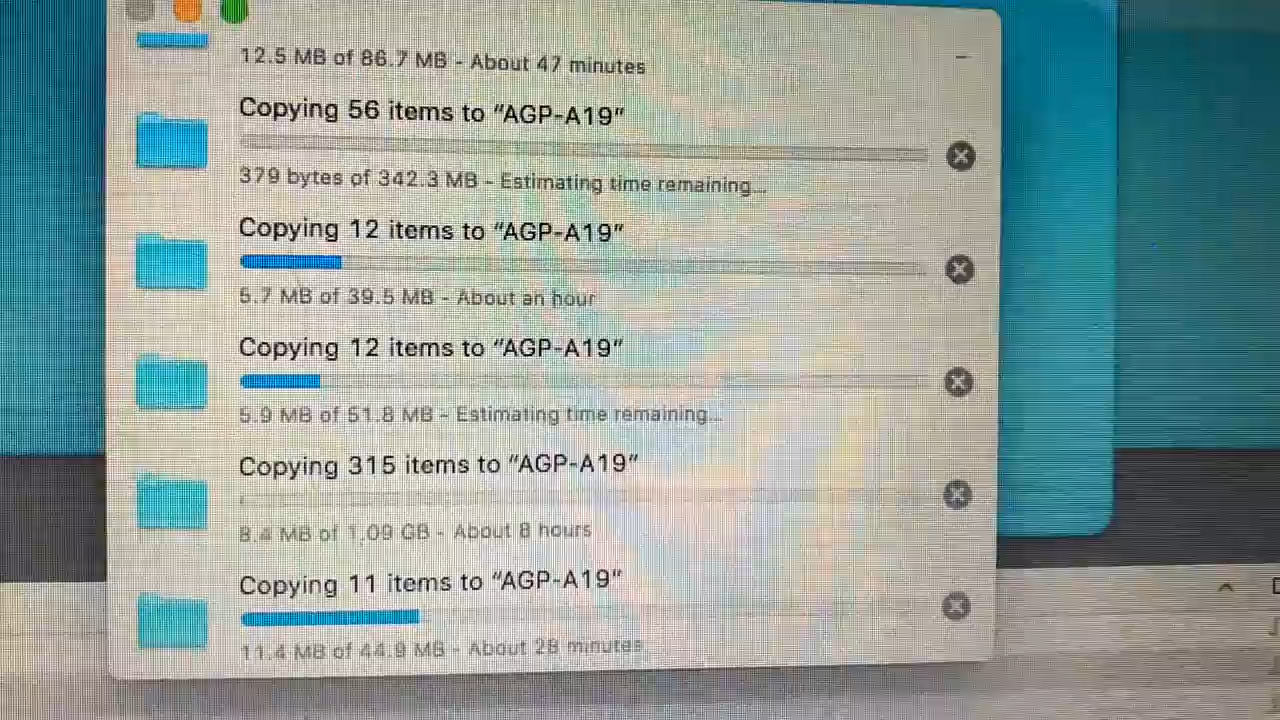 12.5 MB of 86.7 MB - About 47 minutes
Copying 56 items to “AGP-A19”
379 bytes of 342.3 MB - Estimating time remaining...
Copying 12 items to “AGP-A19”
5.7 MB of 39.5 MB - About an hour
Copying 12 items to “AGP-A19”
5.9 MB of 51.8 MB - Estimating time remaining...
Copying 315 items to “AGP-A19”
8.4 MB of 1.09 GB - About 8 hours
Copying 11 items to “AGP-A19”
11.4 MB of 44.9 MB - About 28 minutes